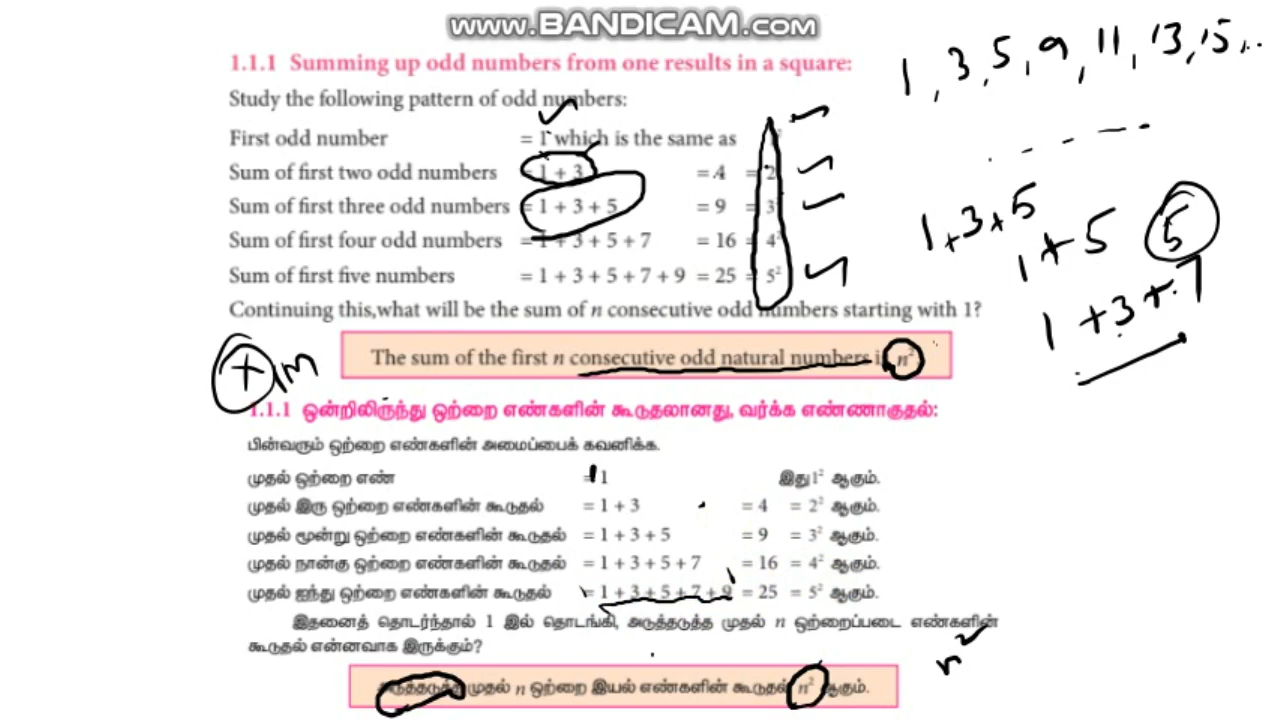 WWW.BANDICAM.COM
1.1.1 Summing up odd numbers from one results in a square:
Study the following pattern of odd numbers:
First odd number = 1 which is the same as
Sum of first two odd numbers = 1 + 3 = 4 = 2
Sum of first three odd numbers = 1 + 3 + 5 = 9 = 3²
Sum of first four odd numbers = 1 + 3 + 5 + 7 = 16 = 4²
Sum of first five numbers = 1 + 3 + 5 + 7 + 9 = 25 = 5²
Continuing this,what will be the sum of n consecutive odd numbers starting with 1?
The sum of the first n consecutive odd natural numbers is n²
1, 3, 5, 9, 11, 13, 15, ..
1+3+5
1+5 5
1+3+7
+ 1M
1.1.1 ஒன்றிலிருந்து ஒற்றை எண்களின் கூடுதலானது, வர்க்க எண்ணாகுதல்:
பின்வரும் ஒற்றை எண்களின் அமைப்பைக் கவனிக்க.
முதல் ஒற்றை எண் = 1 இது 1² ஆகும்.
முதல் இரு ஒற்றை எண்களின் கூடுதல் = 1 + 3 = 4 = 2² ஆகும்.
முதல் மூன்று ஒற்றை எண்களின் கூடுதல் = 1 + 3 + 5 = 9 = 3² ஆகும்.
முதல் நான்கு ஒற்றை எண்களின் கூடுதல் = 1 + 3 + 5 + 7 = 16 = 4² ஆகும்.
முதல் ஐந்து ஒற்றை எண்களின் கூடுதல் = 1 + 3 + 5 + 7 + 9 = 25 = 5² ஆகும்.
இதனைத் தொடர்ந்தால் 1 இல் தொடங்கி, அடுத்தடுத்த முதல் n ஒற்றைப்படை எண்களின்
கூடுதல் என்னவாக இருக்கும்?
n²
அடுத்தடுத்த முதல் n ஒற்றை இயல் எண்களின் கூடுதல் n² ஆகும்.